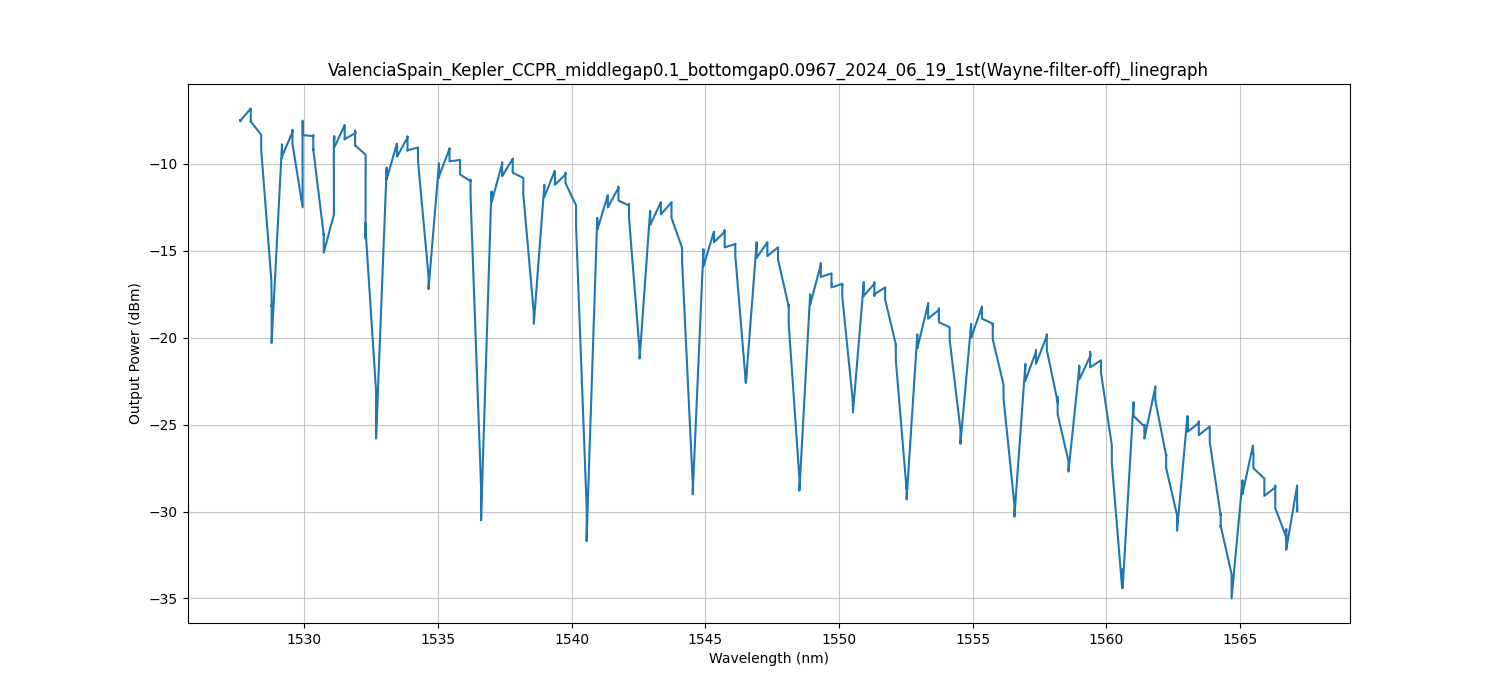 ValenciaSpain_Kepler_CCPR_middlegap0.1_bottomgap0.0967_2024_06_19_1st(Wayne-filter-off)_linegraph
Output Power (dBm)
−10
−15
−20
−25
−30
−35
1530 1535 1540 1545 1550 1555 1560 1565
Wavelength (nm)